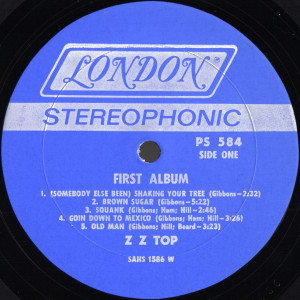 LONDON
STEREOPHONIC
PS 584
SIDE ONE
FIRST ALBUM
1. (SOMEBODY ELSE BEEN) SHAKING YOUR TREE (Gibbons—2:32)
2. BROWN SUGAR (Gibbons—5:22)
3. SQUANK (Gibbons; Ham; Hill—2:46)
4. GOIN DOWN TO MEXICO (Gibbons; Ham; Hill—3:26)
5. OLD MAN (Gibbons; Hill; Beard—3:23)
Z Z TOP
SAHS 1586 W